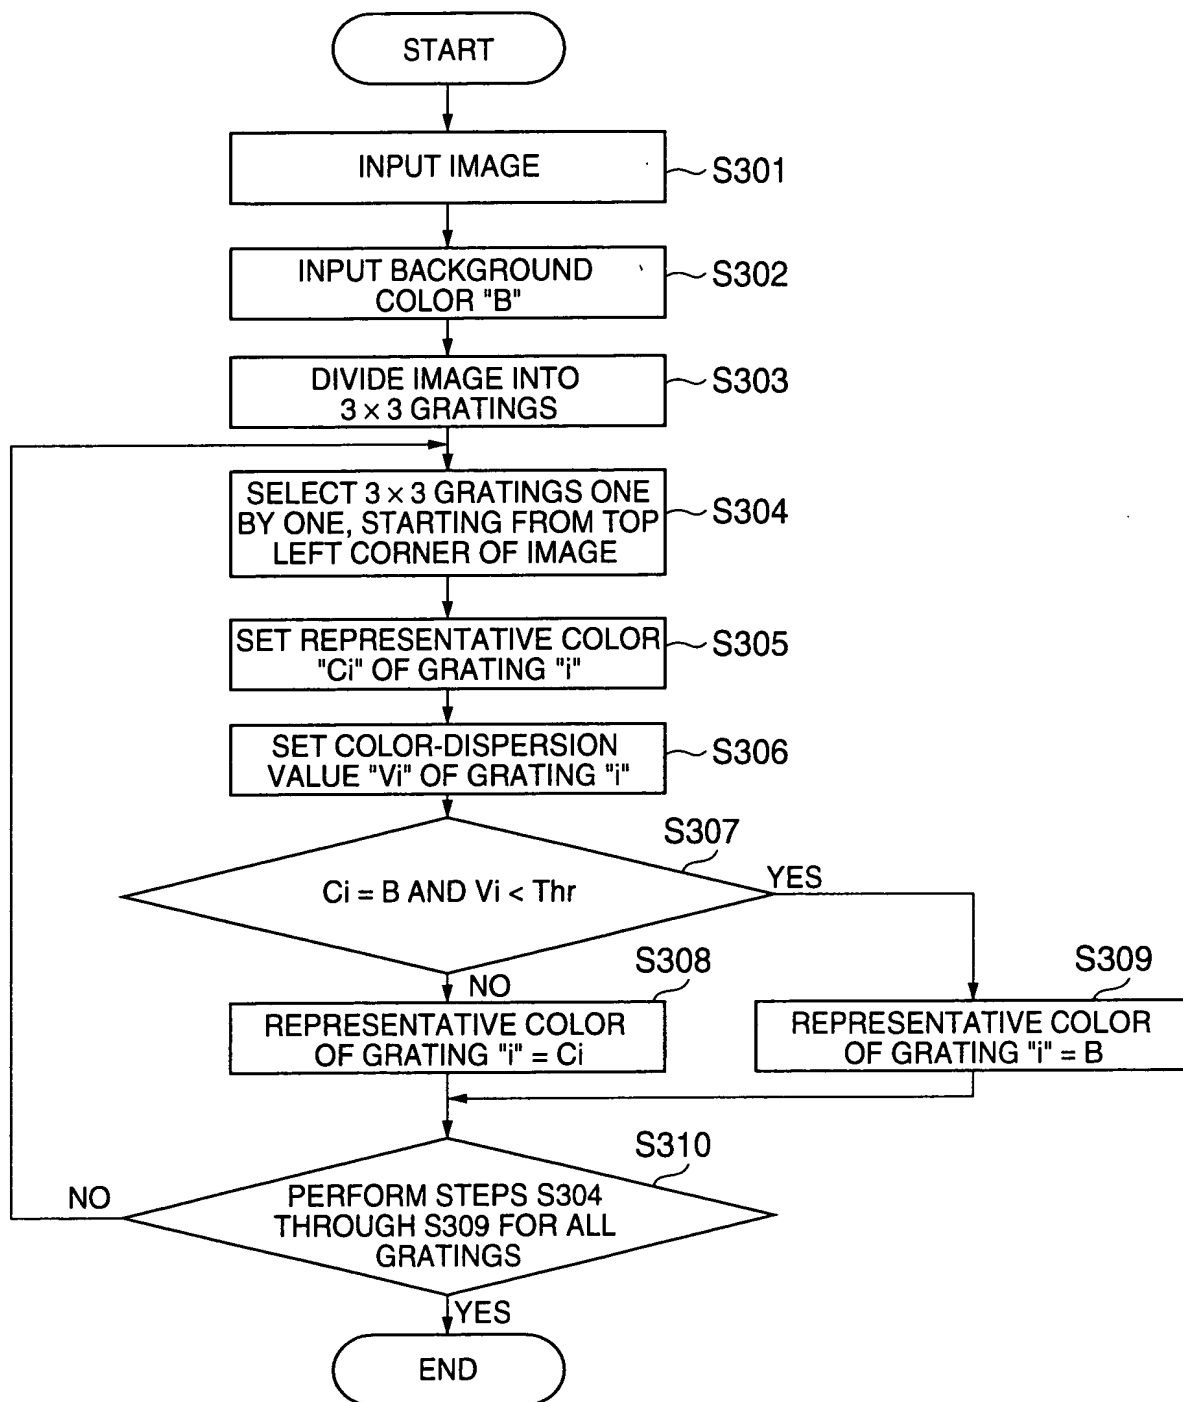 START
INPUT IMAGE
S301
INPUT BACKGROUND
COLOR "B"
S302
DIVIDE IMAGE INTO
3 × 3 GRATINGS
S303
SELECT 3 × 3 GRATINGS ONE
BY ONE, STARTING FROM TOP
LEFT CORNER OF IMAGE
S304
SET REPRESENTATIVE COLOR
"Ci" OF GRATING "i"
S305
SET COLOR-DISPERSION
VALUE "Vi" OF GRATING "i"
S306
S307
Ci = B AND Vi < Thr
YES
NO
S308
REPRESENTATIVE COLOR
OF GRATING "i" = Ci
S309
REPRESENTATIVE COLOR
OF GRATING "i" = B
S310
PERFORM STEPS S304
THROUGH S309 FOR ALL
GRATINGS
NO
YES
END